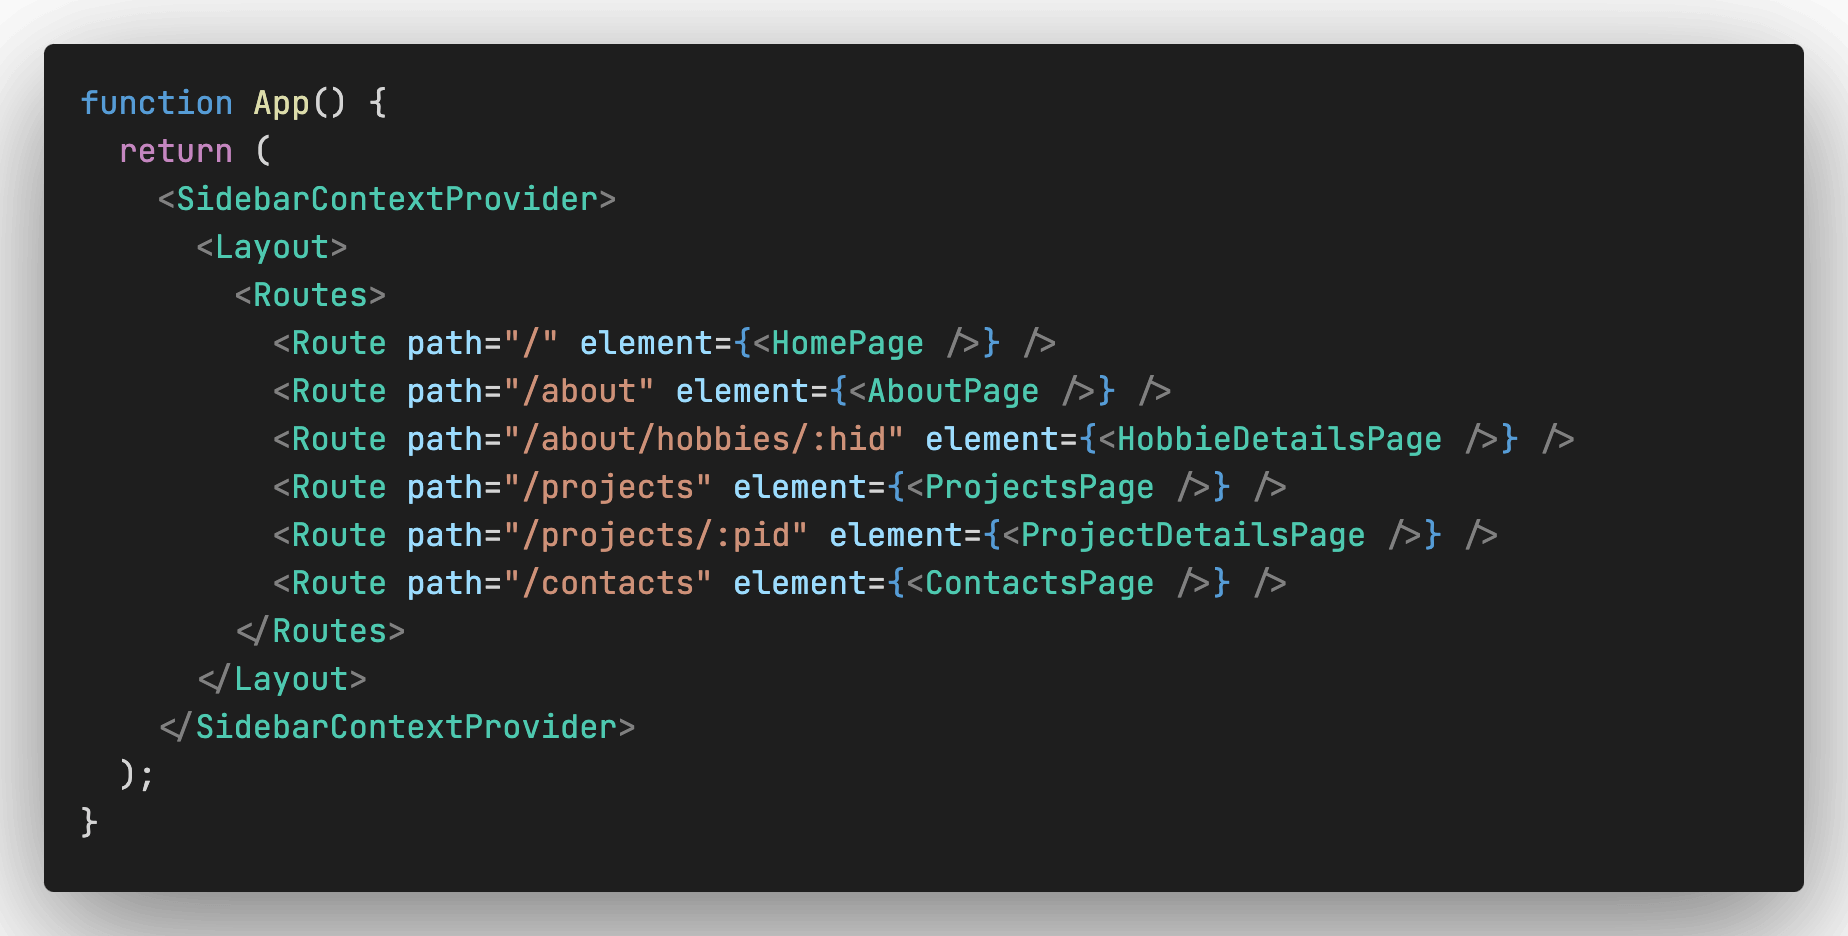 function App() {
  return (
    <SidebarContextProvider>
      <Layout>
        <Routes>
          <Route path="/" element={<HomePage />} />
          <Route path="/about" element={<AboutPage />} />
          <Route path="/about/hobbies/:hid" element={<HobbieDetailsPage />} />
          <Route path="/projects" element={<ProjectsPage />} />
          <Route path="/projects/:pid" element={<ProjectDetailsPage />} />
          <Route path="/contacts" element={<ContactsPage />} />
        </Routes>
      </Layout>
    </SidebarContextProvider>
  );
}